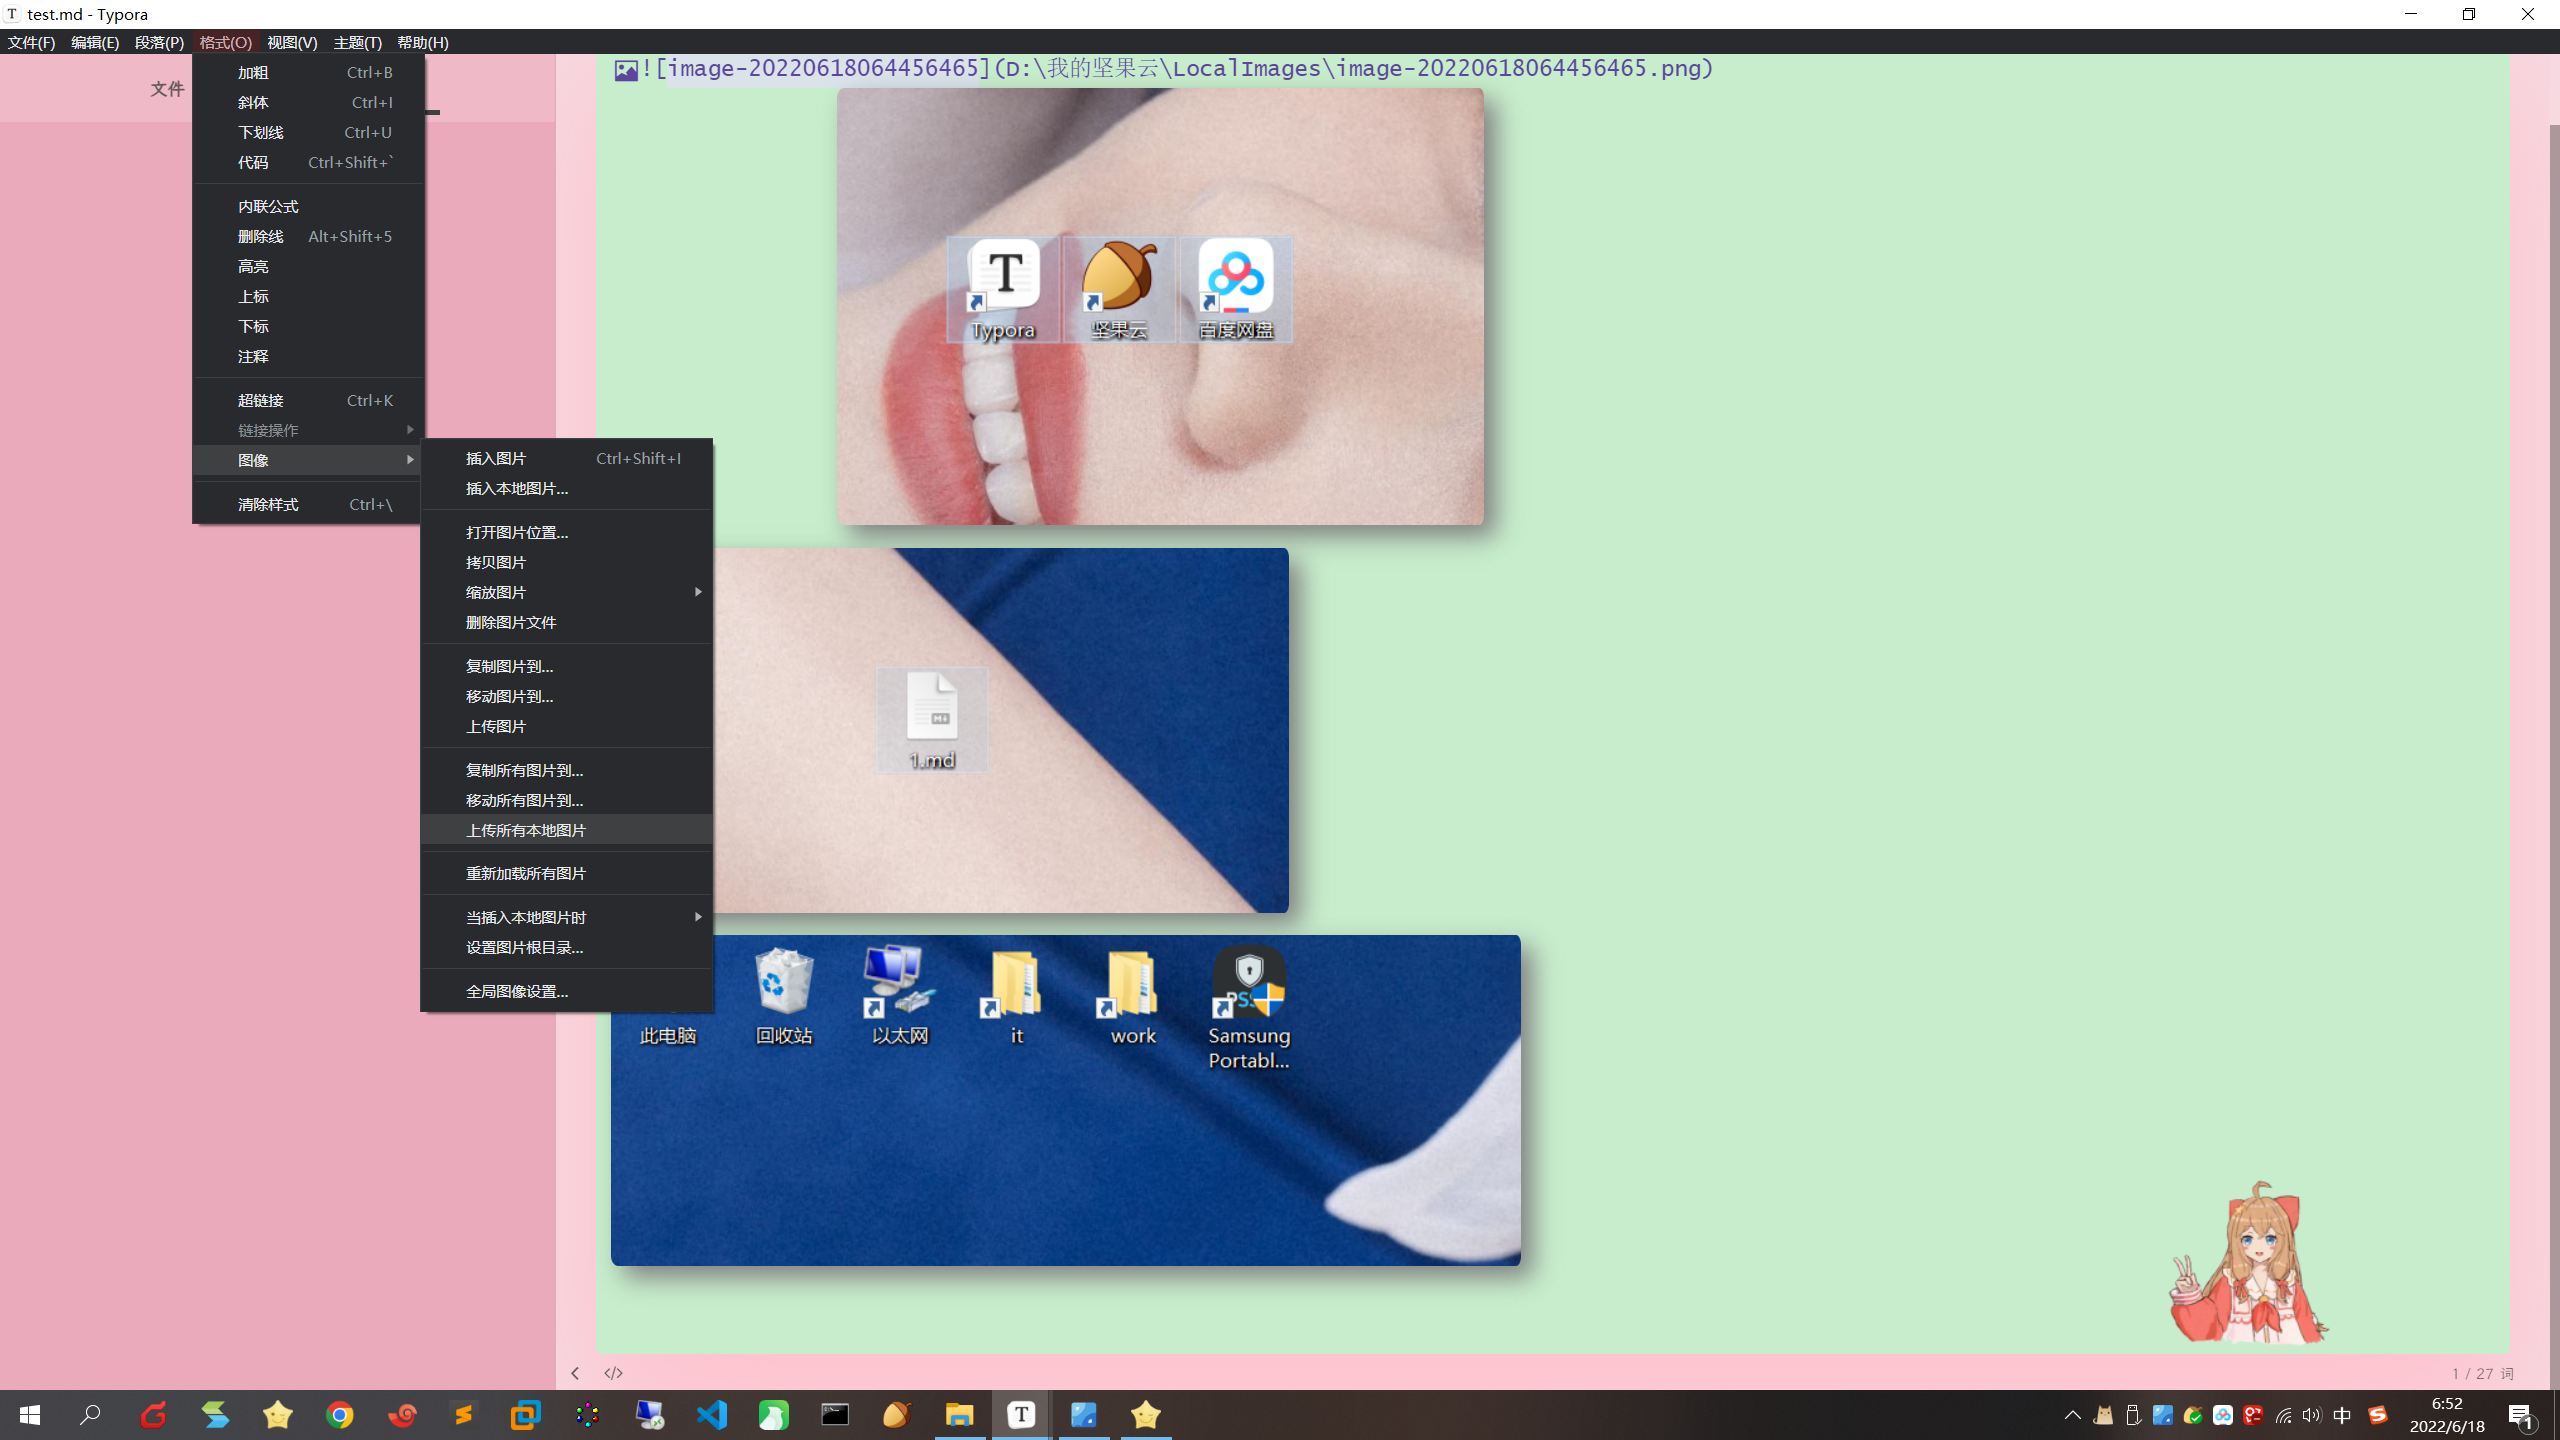 test.md - Typora
文件(F) 编辑(E) 段落(P) 格式(O) 视图(V) 主题(T) 帮助(H)
文件
加粗 Ctrl+B
斜体 Ctrl+I
下划线 Ctrl+U
代码 Ctrl+Shift+`
内联公式
删除线 Alt+Shift+5
高亮
上标
下标
注释
超链接 Ctrl+K
链接操作
图像
清除样式 Ctrl+\
插入图片 Ctrl+Shift+I
插入本地图片...
打开图片位置...
拷贝图片
缩放图片
删除图片文件
复制图片到...
移动图片到...
上传图片
复制所有图片到...
移动所有图片到...
上传所有本地图片
重新加载所有图片
当插入本地图片时
设置图片根目录...
全局图像设置...
![image-20220618064456465](D:\我的坚果云\LocalImages\image-20220618064456465.png)
Typora 坚果云 百度网盘
1.md
此电脑 回收站 以太网 it work Samsung
Portabl...
1 / 27 词
中
6:52
2022/6/18
1